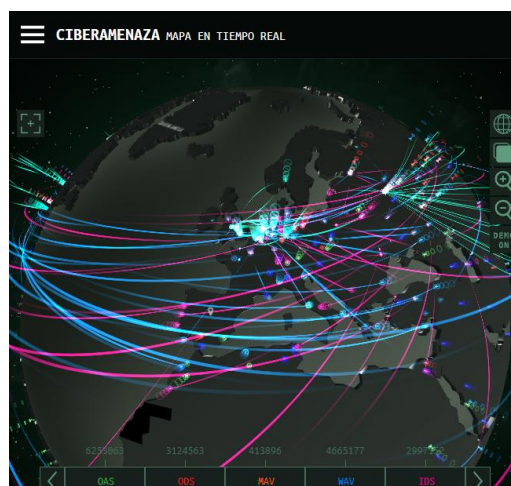 CIBERAMENAZA MAPA EN TIEMPO REAL
DEMO
ON
3124563
413896
4665177
OAS ODS MAV WAV IDS